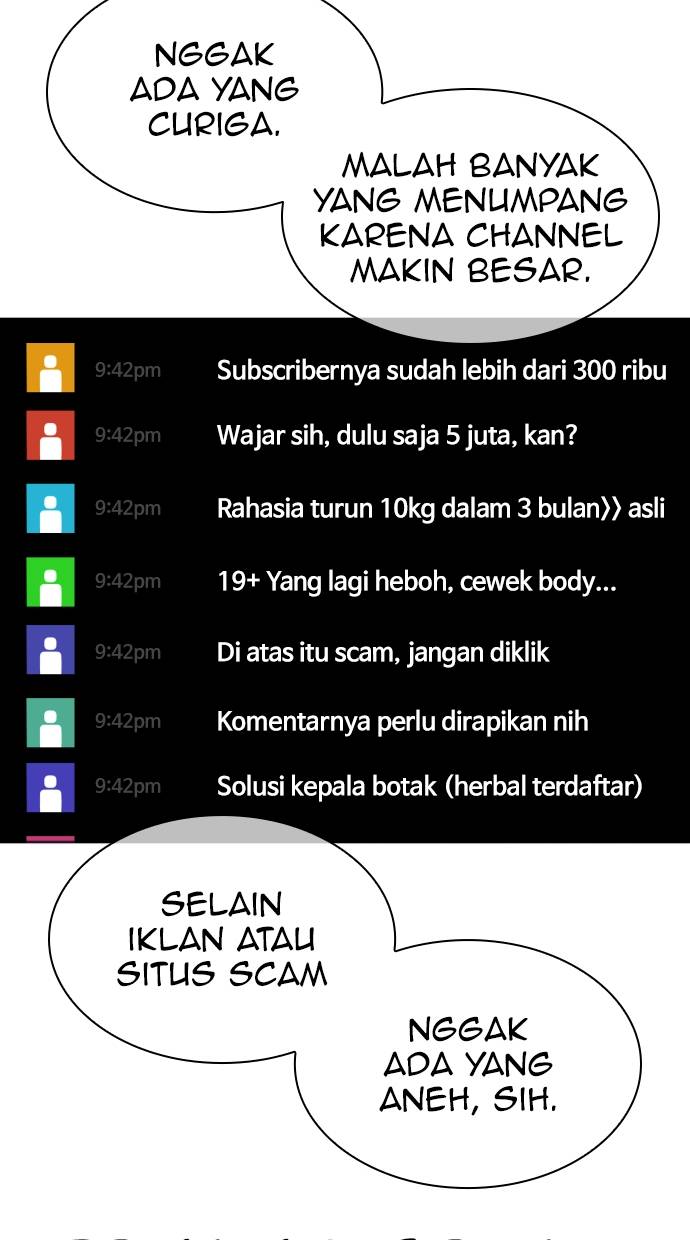 NGGAK
ADA YANG
CURIGA.
MALAH BANYAK
YANG MENUMPANG
KARENA CHANNEL
MAKIN BESAR.
9:42pm Subscribernya sudah lebih dari 300 ribu
9:42pm Wajar sih, dulu saja 5 juta, kan?
9:42pm Rahasia turun 10kg dalam 3 bulan>> asli
9:42pm 19+ Yang lagi heboh, cewek body...
9:42pm Di atas itu scam, jangan diklik
9:42pm Komentarnya perlu dirapikan nih
9:42pm Solusi kepala botak (herbal terdaftar)
SELAIN
IKLAN ATAU
SITUS SCAM
NGGAK
ADA YANG
ANEH, SIH.